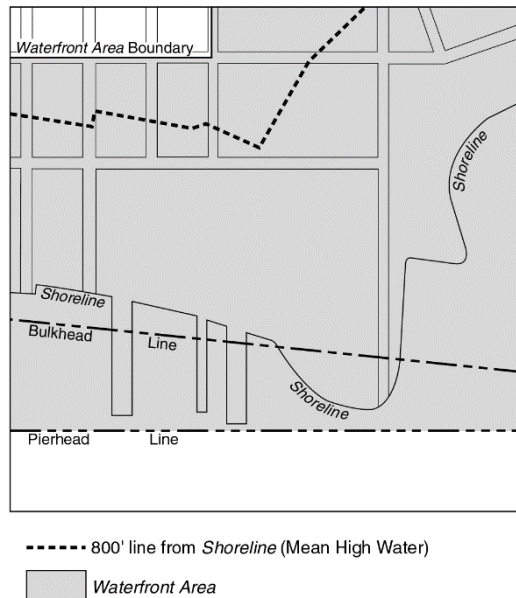 Waterfront Area Boundary
Shoreline
Shoreline
Bulkhead Line
Shoreline
Pierhead Line
800' line from Shoreline (Mean High Water)
Waterfront Area